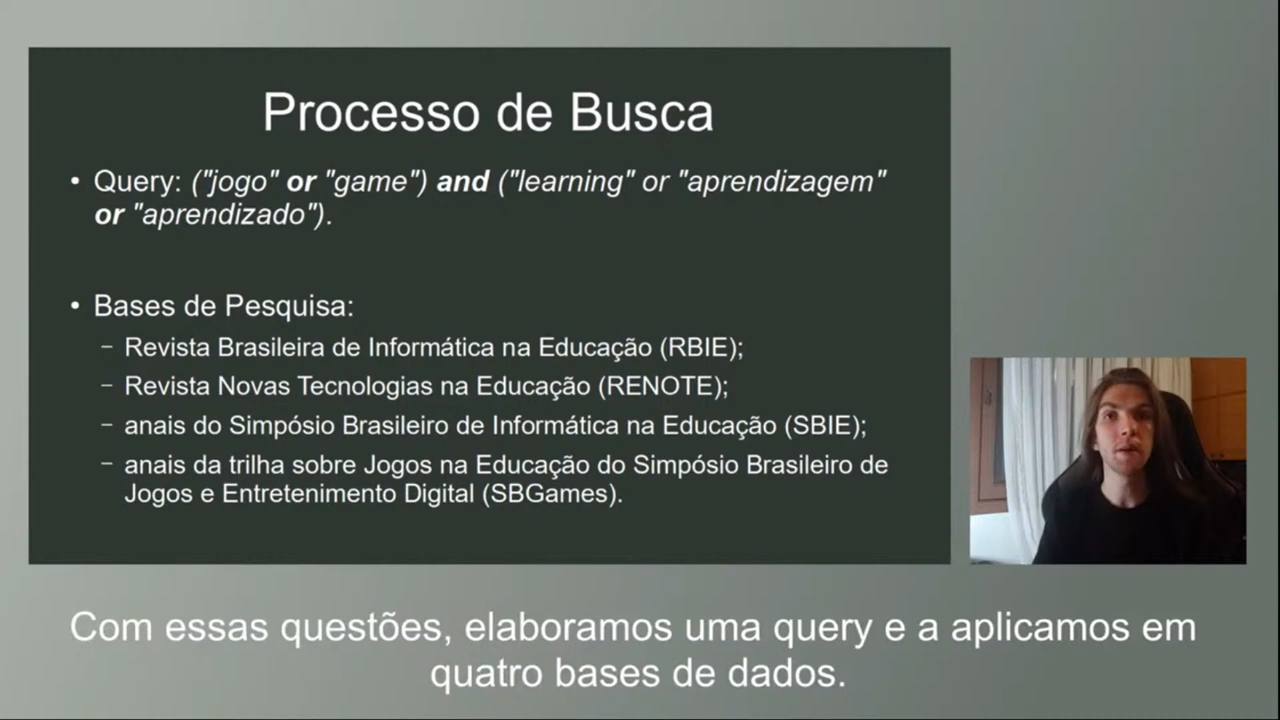 Processo de Busca
• Query: ("jogo" or "game") and ("learning" or "aprendizagem"
or "aprendizado").
• Bases de Pesquisa:
– Revista Brasileira de Informática na Educação (RBIE);
– Revista Novas Tecnologias na Educação (RENOTE);
– anais do Simpósio Brasileiro de Informática na Educação (SBIE);
– anais da trilha sobre Jogos na Educação do Simpósio Brasileiro de
Jogos e Entretenimento Digital (SBGames).
Com essas questões, elaboramos uma query e a aplicamos em
quatro bases de dados.